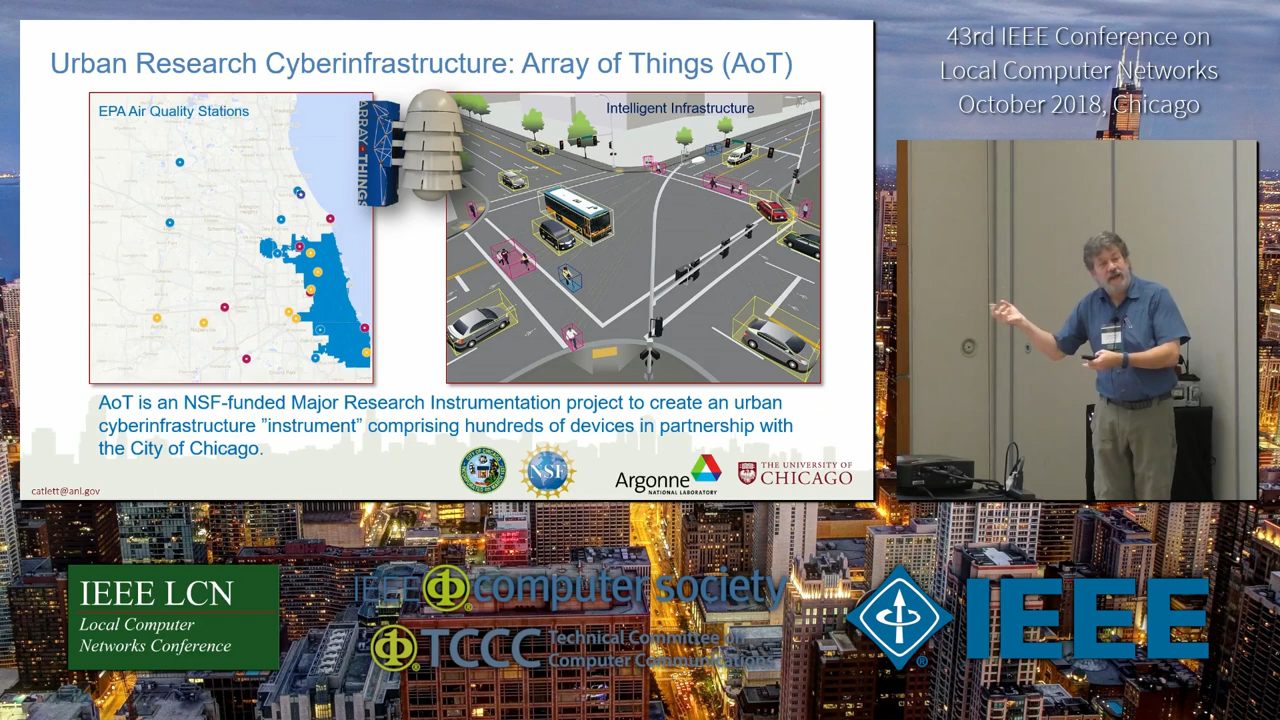 Urban Research Cyberinfrastructure: Array of Things (AoT)
EPA Air Quality Stations
ARRAY OF THINGS
Intelligent Infrastructure
AoT is an NSF-funded Major Research Instrumentation project to create an urban
cyberinfrastructure ”instrument” comprising hundreds of devices in partnership with
the City of Chicago.
NSF
Argonne
NATIONAL LABORATORY
THE UNIVERSITY OF
CHICAGO
catlett@anl.gov
43rd IEEE Conference on
Local Computer Networks
October 2018, Chicago
IEEE LCN
Local Computer
Networks Conference
IEEE computer society
TCCC Technical Committee on
Computer Communications
IEEE